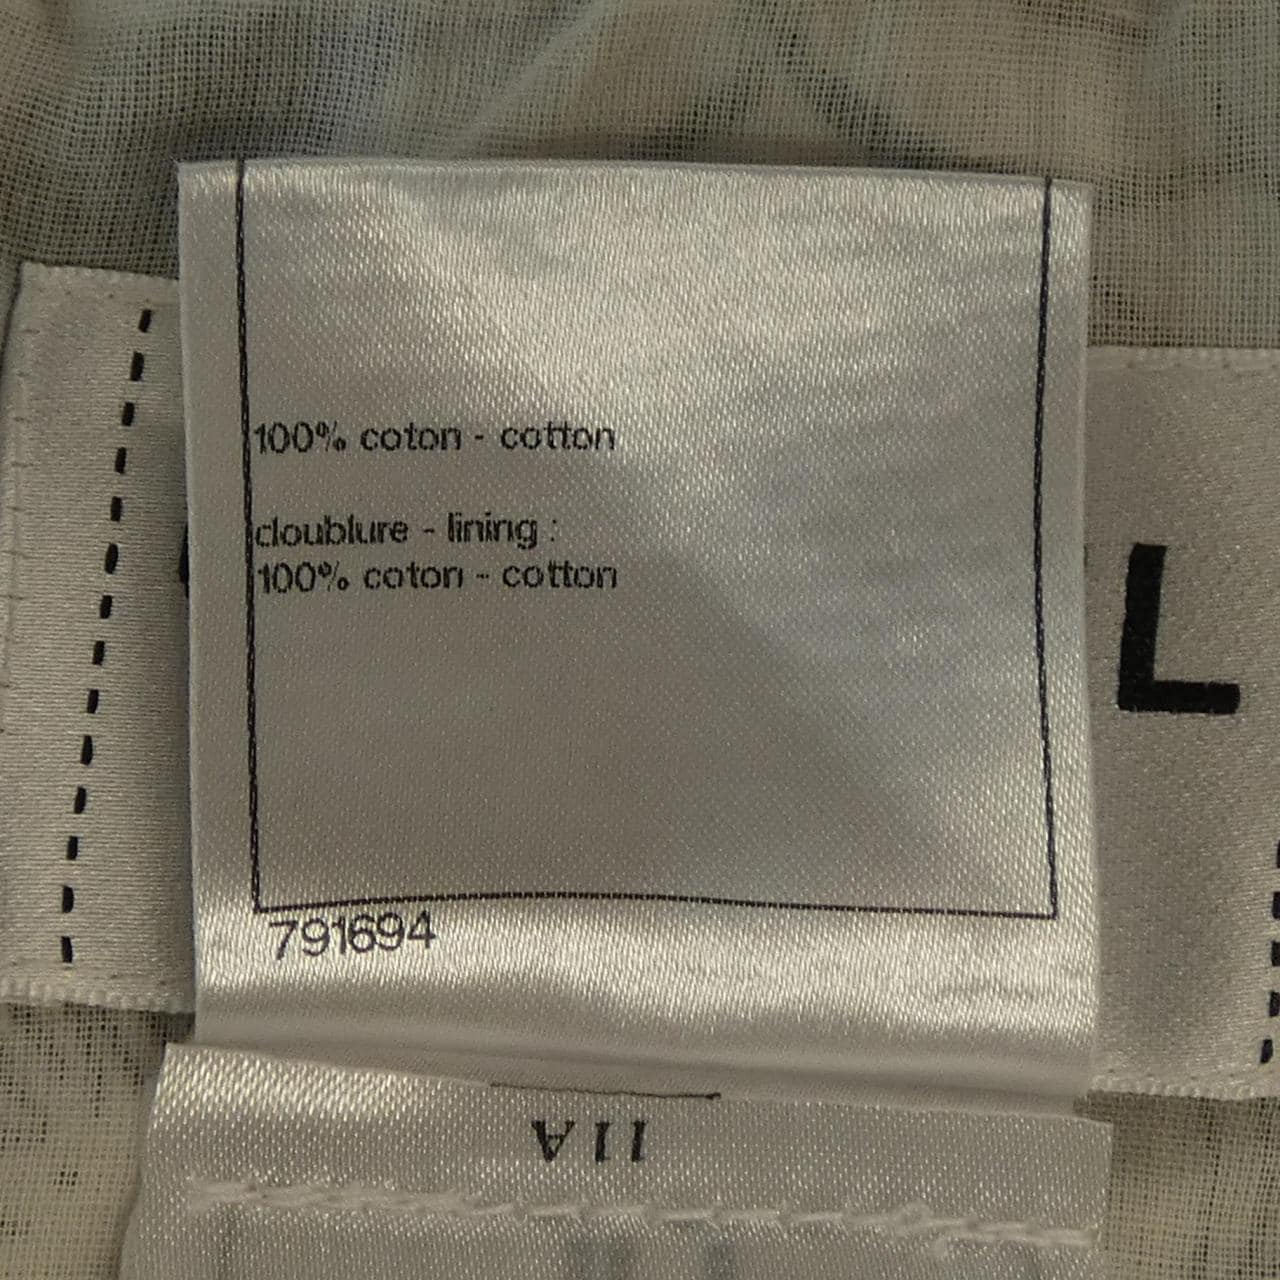 100% coton - cotton
doublure - lining :
100% coton - cotton
L
791694
11A